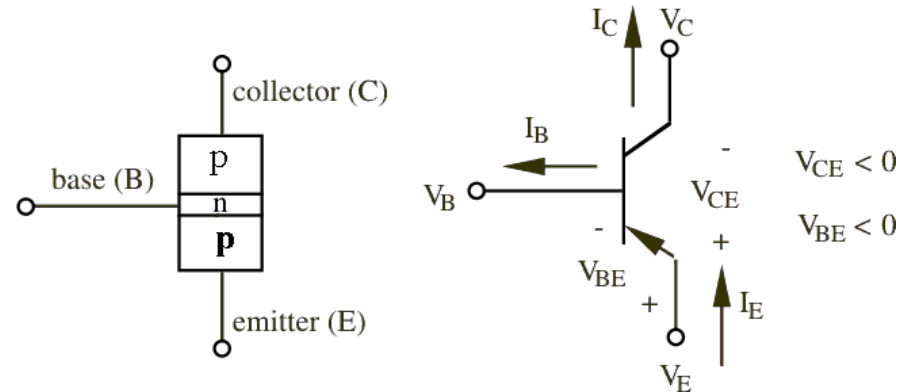 collector (C)
p
base (B)
n
p
emitter (E)
I_C
V_C
I_B
V_B
-
V_CE
+
-
V_BE
+
I_E
V_E
V_CE < 0
V_BE < 0